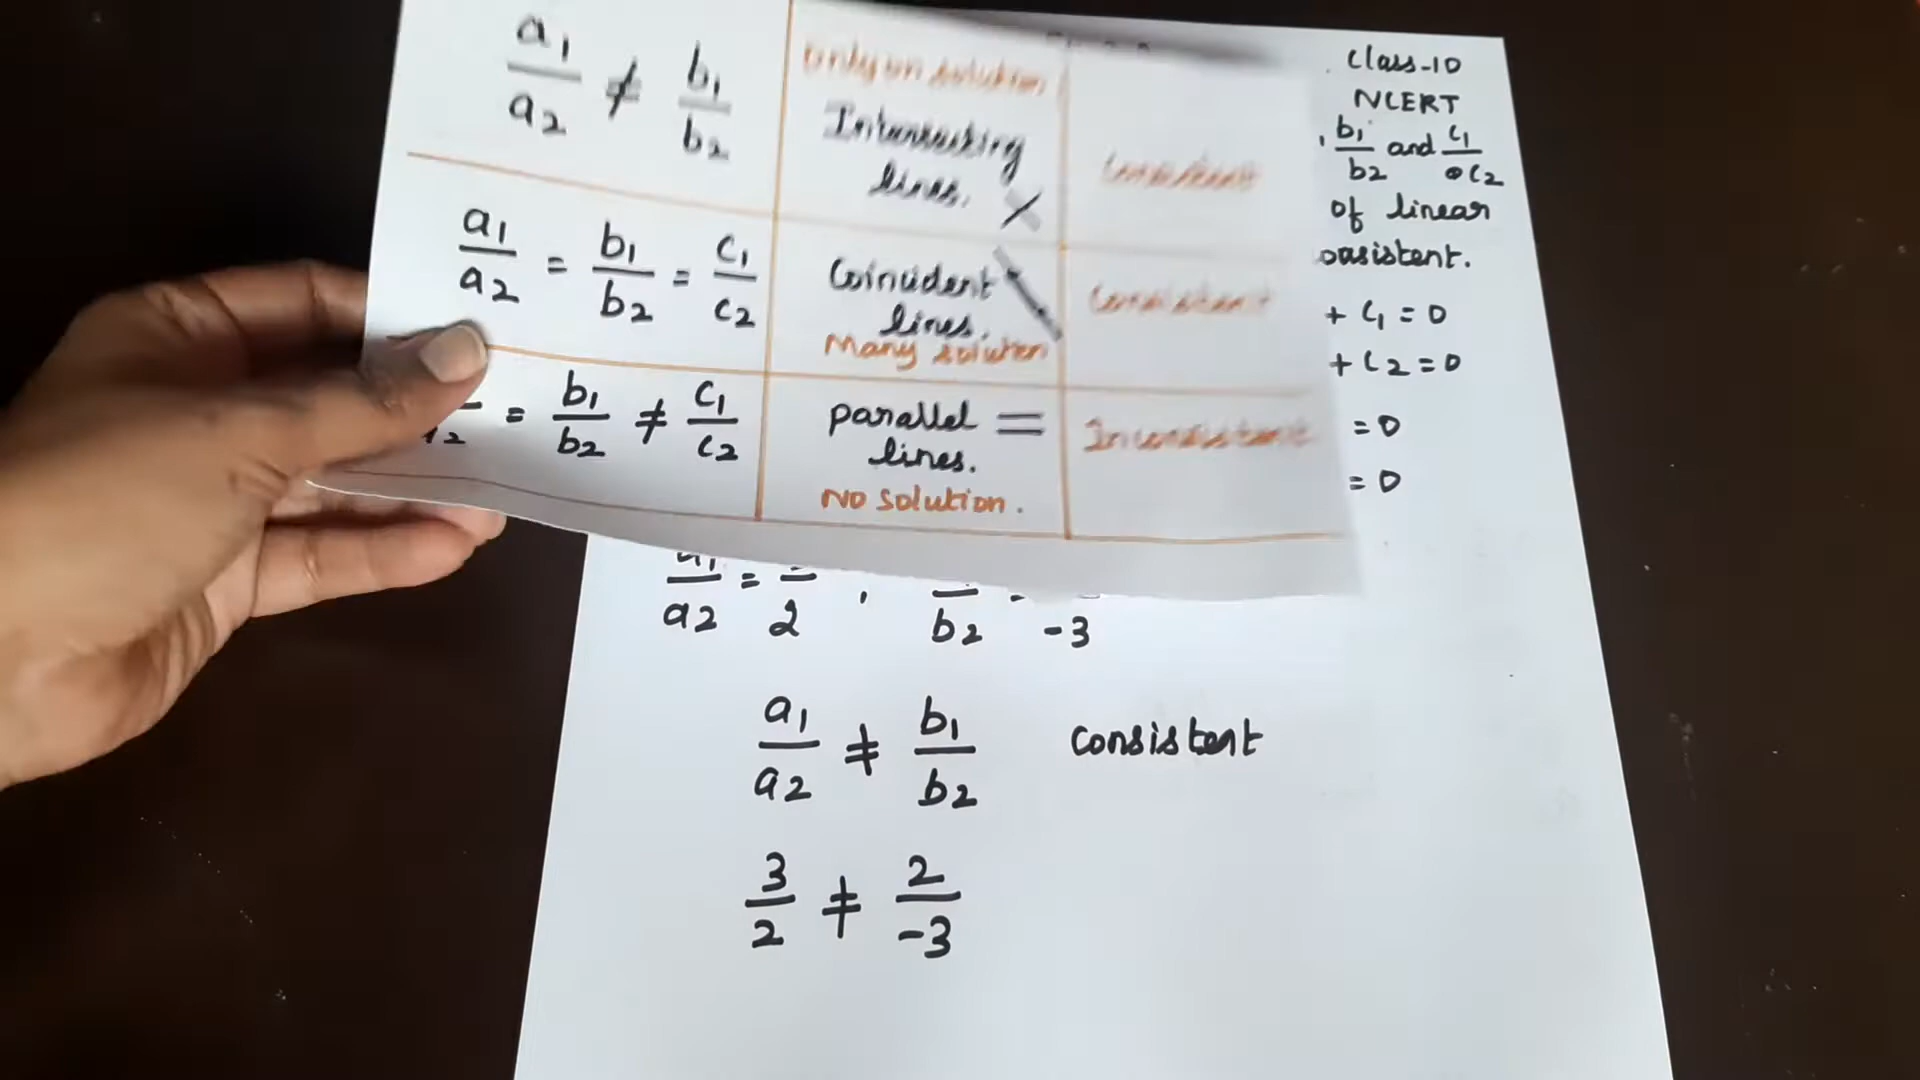 a1/a2 ≠ b1/b2
only on solution
Intersecting
lines.
Consistent
a1/a2 = b1/b2 = c1/c2
Coincident
lines.
Many solution
Consistent
= b1/b2 ≠ c1/c2
parallel
lines.
No solution.
Inconsistent
Class-10
NCERT
, b1/b2 and c1/c2
of linear
+ C1 = 0
+ C2 = 0
= 0
= 0
a1/a2 = /2 , /b2 = /-3
a1/a2 ≠ b1/b2 consistent
3/2 ≠ 2/-3